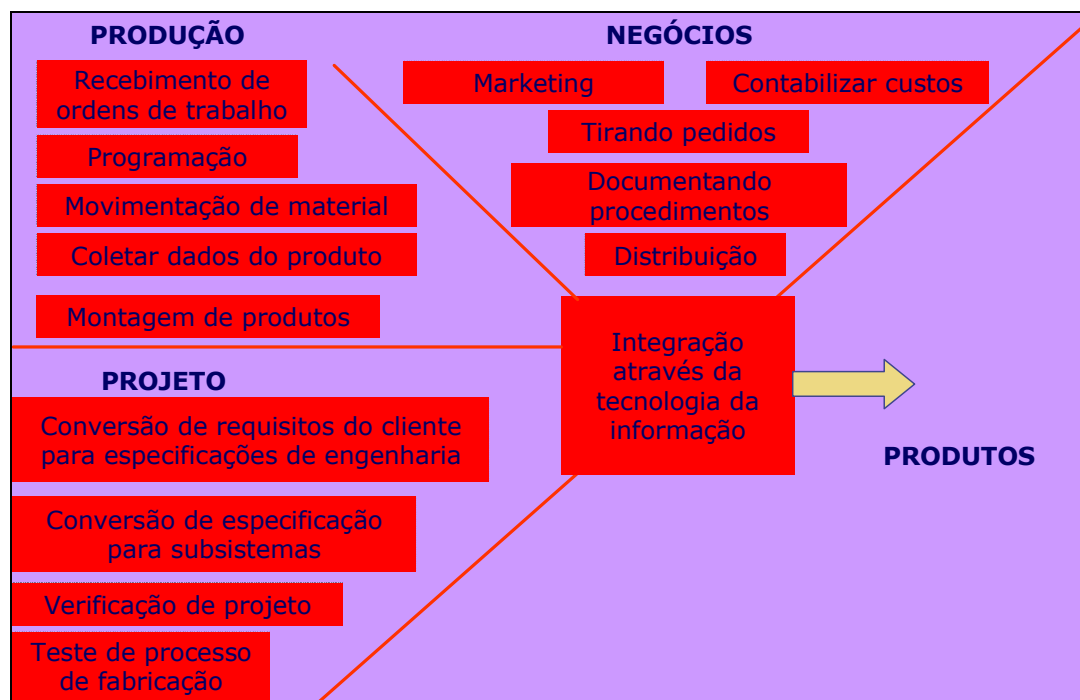 PRODUÇÃO
Recebimento de
ordens de trabalho
Programação
Movimentação de material
Coletar dados do produto
Montagem de produtos
NEGÓCIOS
Marketing
Contabilizar custos
Tirando pedidos
Documentando
procedimentos
Distribuição
Integração
através da
tecnologia da
informação
PROJETO
Conversão de requisitos do cliente
para especificações de engenharia
Conversão de especificação
para subsistemas
Verificação de projeto
Teste de processo
de fabricação
PRODUTOS